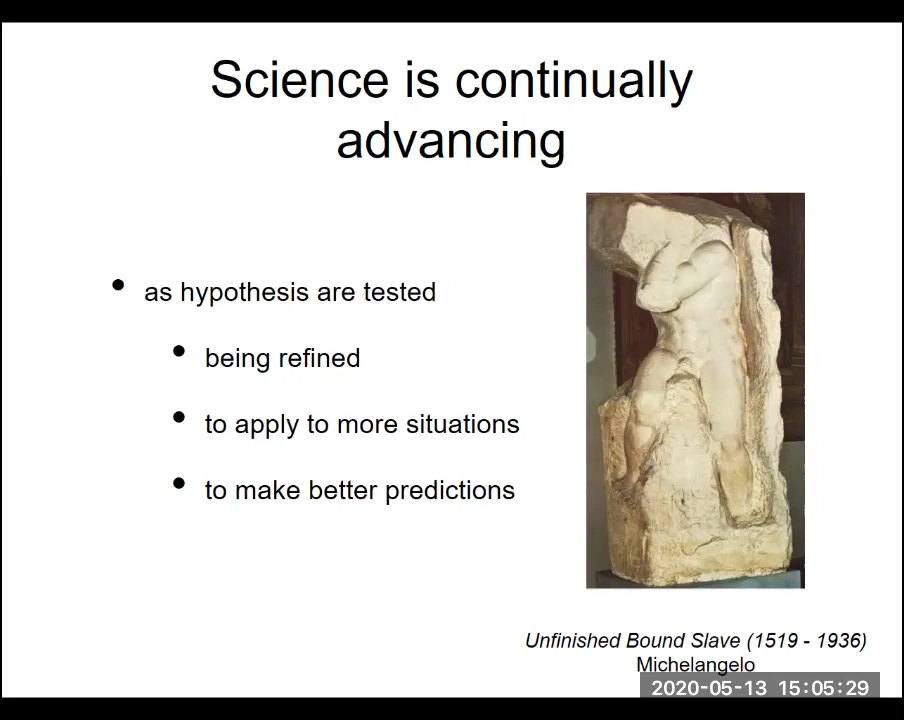 Science is continually
advancing
• as hypothesis are tested
• being refined
• to apply to more situations
• to make better predictions
Unfinished Bound Slave (1519 - 1936)
Michelangelo
2020-05-13 15:05:29